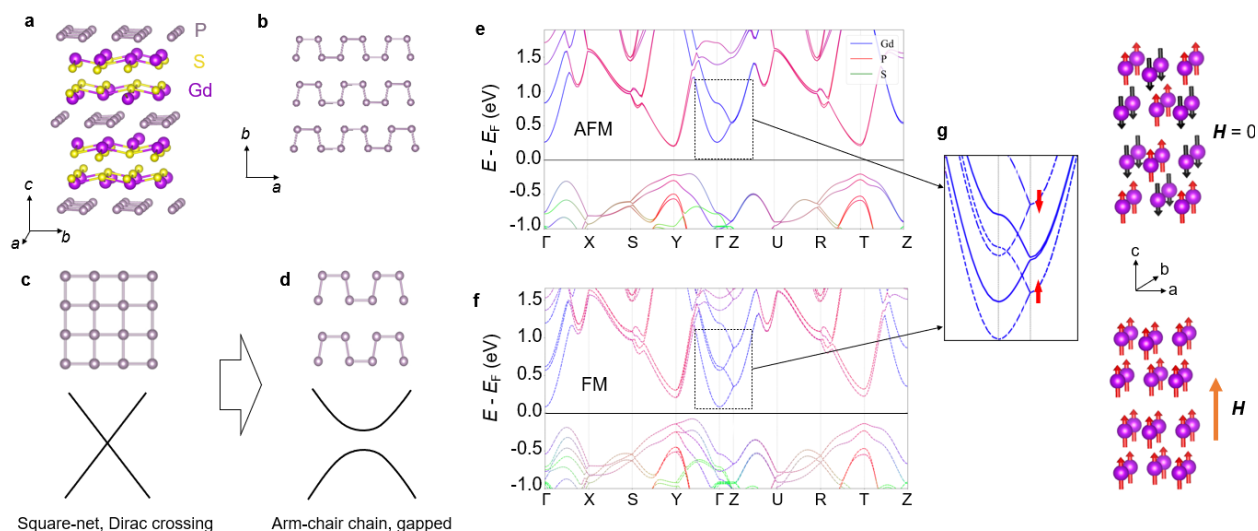 a
P
S
Gd
c
a
b
b
b
a
c
d
Square-net, Dirac crossing
Arm-chair chain, gapped
e
E - E_F (eV)
1.5
1.0
0.5
0.0
-0.5
-1.0
Gd
P
S
AFM
Γ X S Y Γ Z U R T Z
f
E - E_F (eV)
1.5
1.0
0.5
0.0
-0.5
-1.0
FM
Γ X S Y Γ Z U R T Z
g
H = 0
c
b
a
H